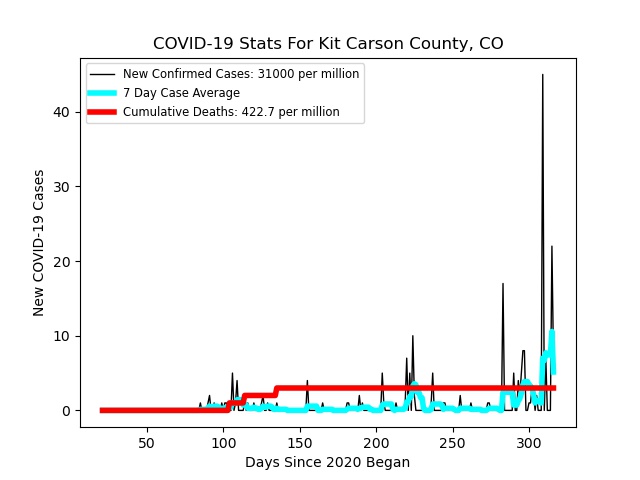 COVID-19 Stats For Kit Carson County, CO
New Confirmed Cases: 31000 per million
7 Day Case Average
Cumulative Deaths: 422.7 per million
New COVID-19 Cases
40
30
20
10
0
50
100
150
200
250
300
Days Since 2020 Began